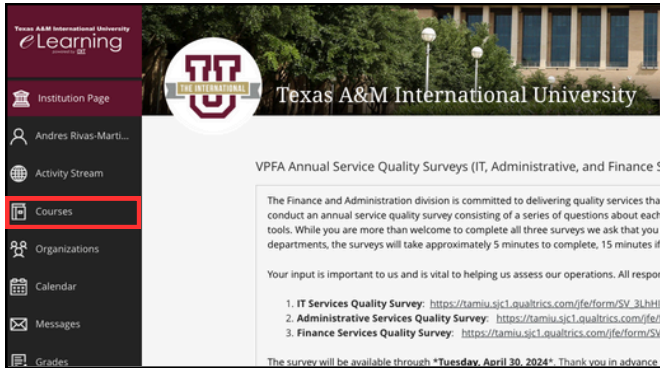 Texas A&M International University
eLearning
Institution Page
Andres Rivas-Marti...
Activity Stream
Courses
Organizations
Calendar
Messages
Grades
THE INTERNATIONAL
Texas A&M International University
VPFA Annual Service Quality Surveys (IT, Administrative, and Finance S
The Finance and Administration division is committed to delivering quality services tha
conduct an annual service quality survey consisting of a series of questions about each
tools. While you are more than welcome to complete all three surveys we ask that you
departments, the surveys will take approximately 5 minutes to complete, 15 minutes if
Your input is important to us and is vital to helping us assess our operations. All respon
1. IT Services Quality Survey: https://tamiu.sjc1.qualtrics.com/jfe/form/SV_3LhHI
2. Administrative Services Quality Survey: https://tamiu.sjc1.qualtrics.com/jfe/
3. Finance Services Quality Survey: https://tamiu.sjc1.qualtrics.com/jfe/form/SV
The survey will be available through *Tuesday, April 30, 2024*. Thank you in advance